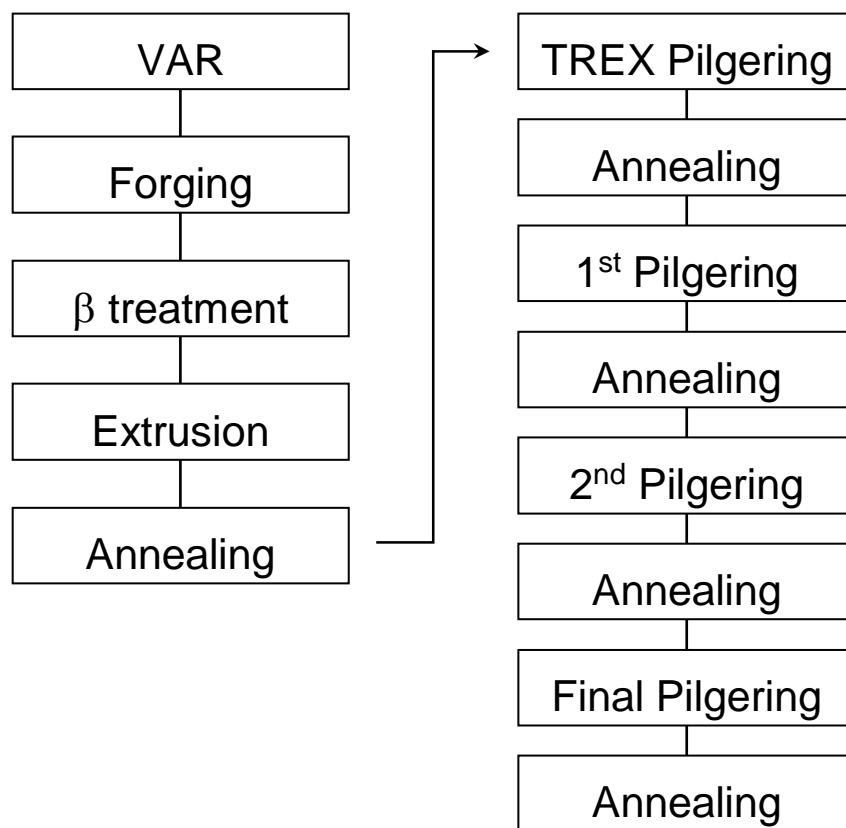 VAR
Forging
β treatment
Extrusion
Annealing
TREX Pilgering
Annealing
1st Pilgering
Annealing
2nd Pilgering
Annealing
Final Pilgering
Annealing